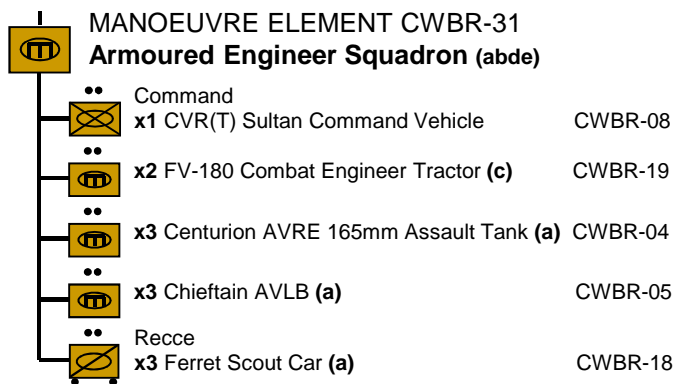 MANOEUVRE ELEMENT CWBR-31
Armoured Engineer Squadron (abde)
Command
x1 CVR(T) Sultan Command Vehicle CWBR-08
x2 FV-180 Combat Engineer Tractor (c) CWBR-19
x3 Centurion AVRE 165mm Assault Tank (a) CWBR-04
x3 Chieftain AVLB (a) CWBR-05
Recce
x3 Ferret Scout Car (a) CWBR-18